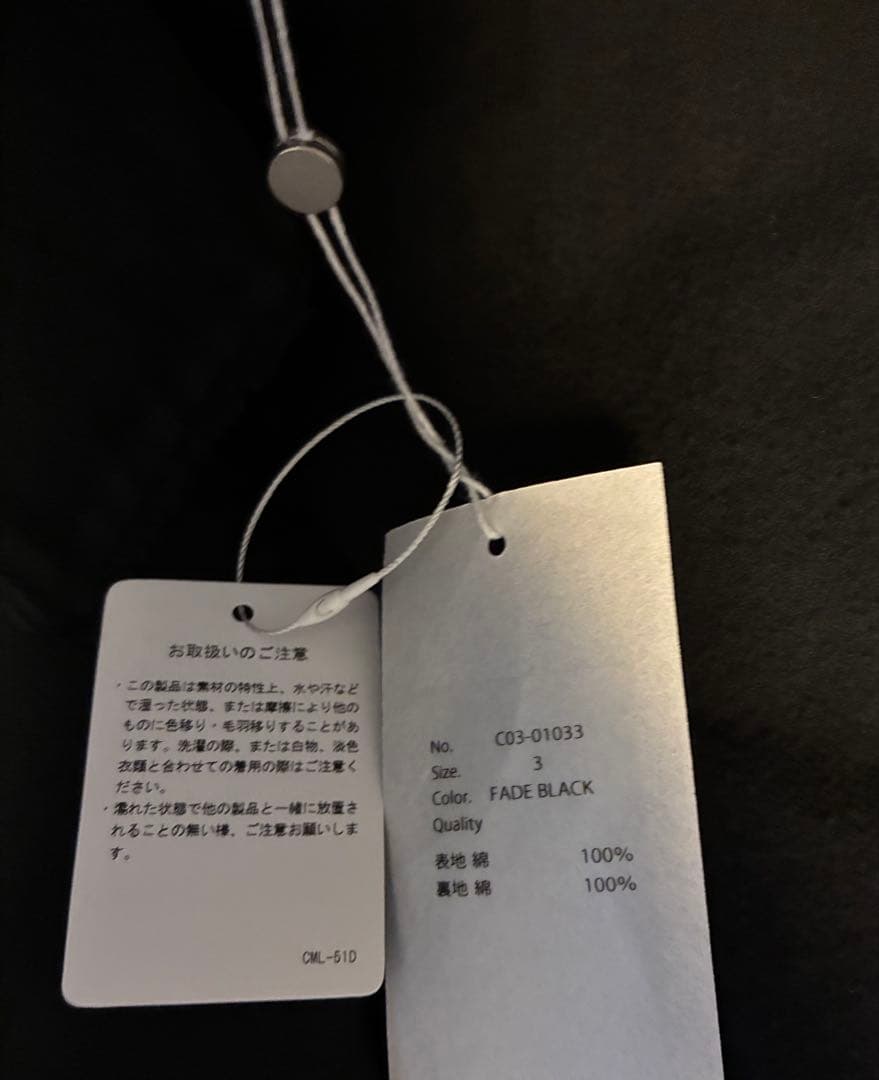 お取扱いのご注意
・この製品は素材の特性上、水や汗など
で湿った状態、または摩擦により他の
ものに色移り・毛羽移りすることがあ
ります。洗濯の際、または白物、淡色
衣類と合わせての着用の際はご注意く
ださい。
・濡れた状態で他の製品と一緒に放置さ
れることの無い様、ご注意お願いしま
す。
CML-51D
No. C03-01033
Size. 3
Color. FADE BLACK
Quality
表地 綿 100%
裏地 綿 100%